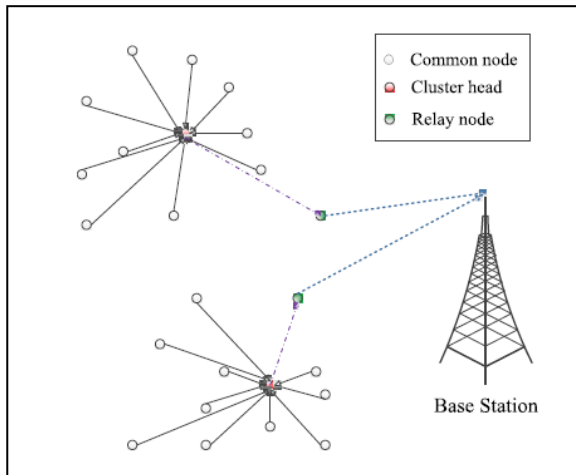 Common node
Cluster head
Relay node
Base Station